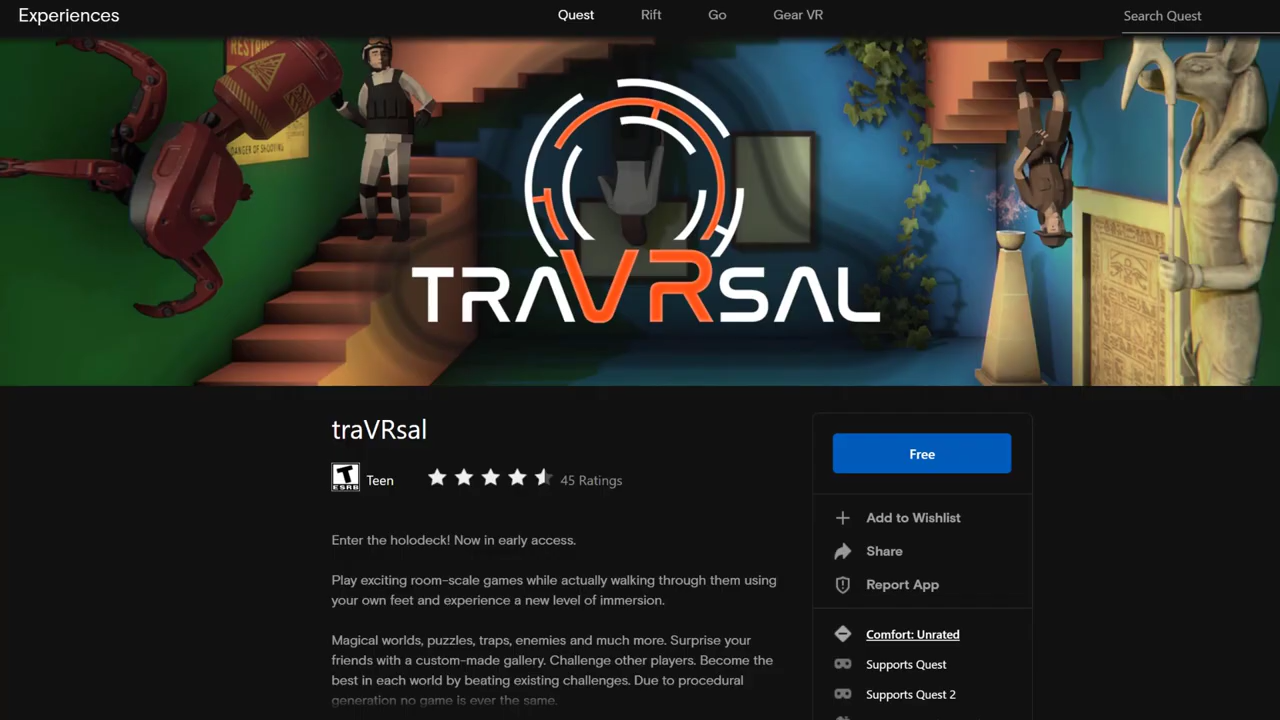 Experiences
Quest
Rift
Go
Gear VR
Search Quest
DANGER OF SHOOTING
TRAVRSAL
traVRsal
T
ESRB
Teen
45 Ratings
Free
Enter the holodeck! Now in early access.
Add to Wishlist
Share
Play exciting room-scale games while actually walking through them using
your own feet and experience a new level of immersion.
Report App
Magical worlds, puzzles, traps, enemies and much more. Surprise your
friends with a custom-made gallery. Challenge other players. Become the
best in each world by beating existing challenges. Due to procedural
generation no game is ever the same.
Comfort: Unrated
Supports Quest
Supports Quest 2